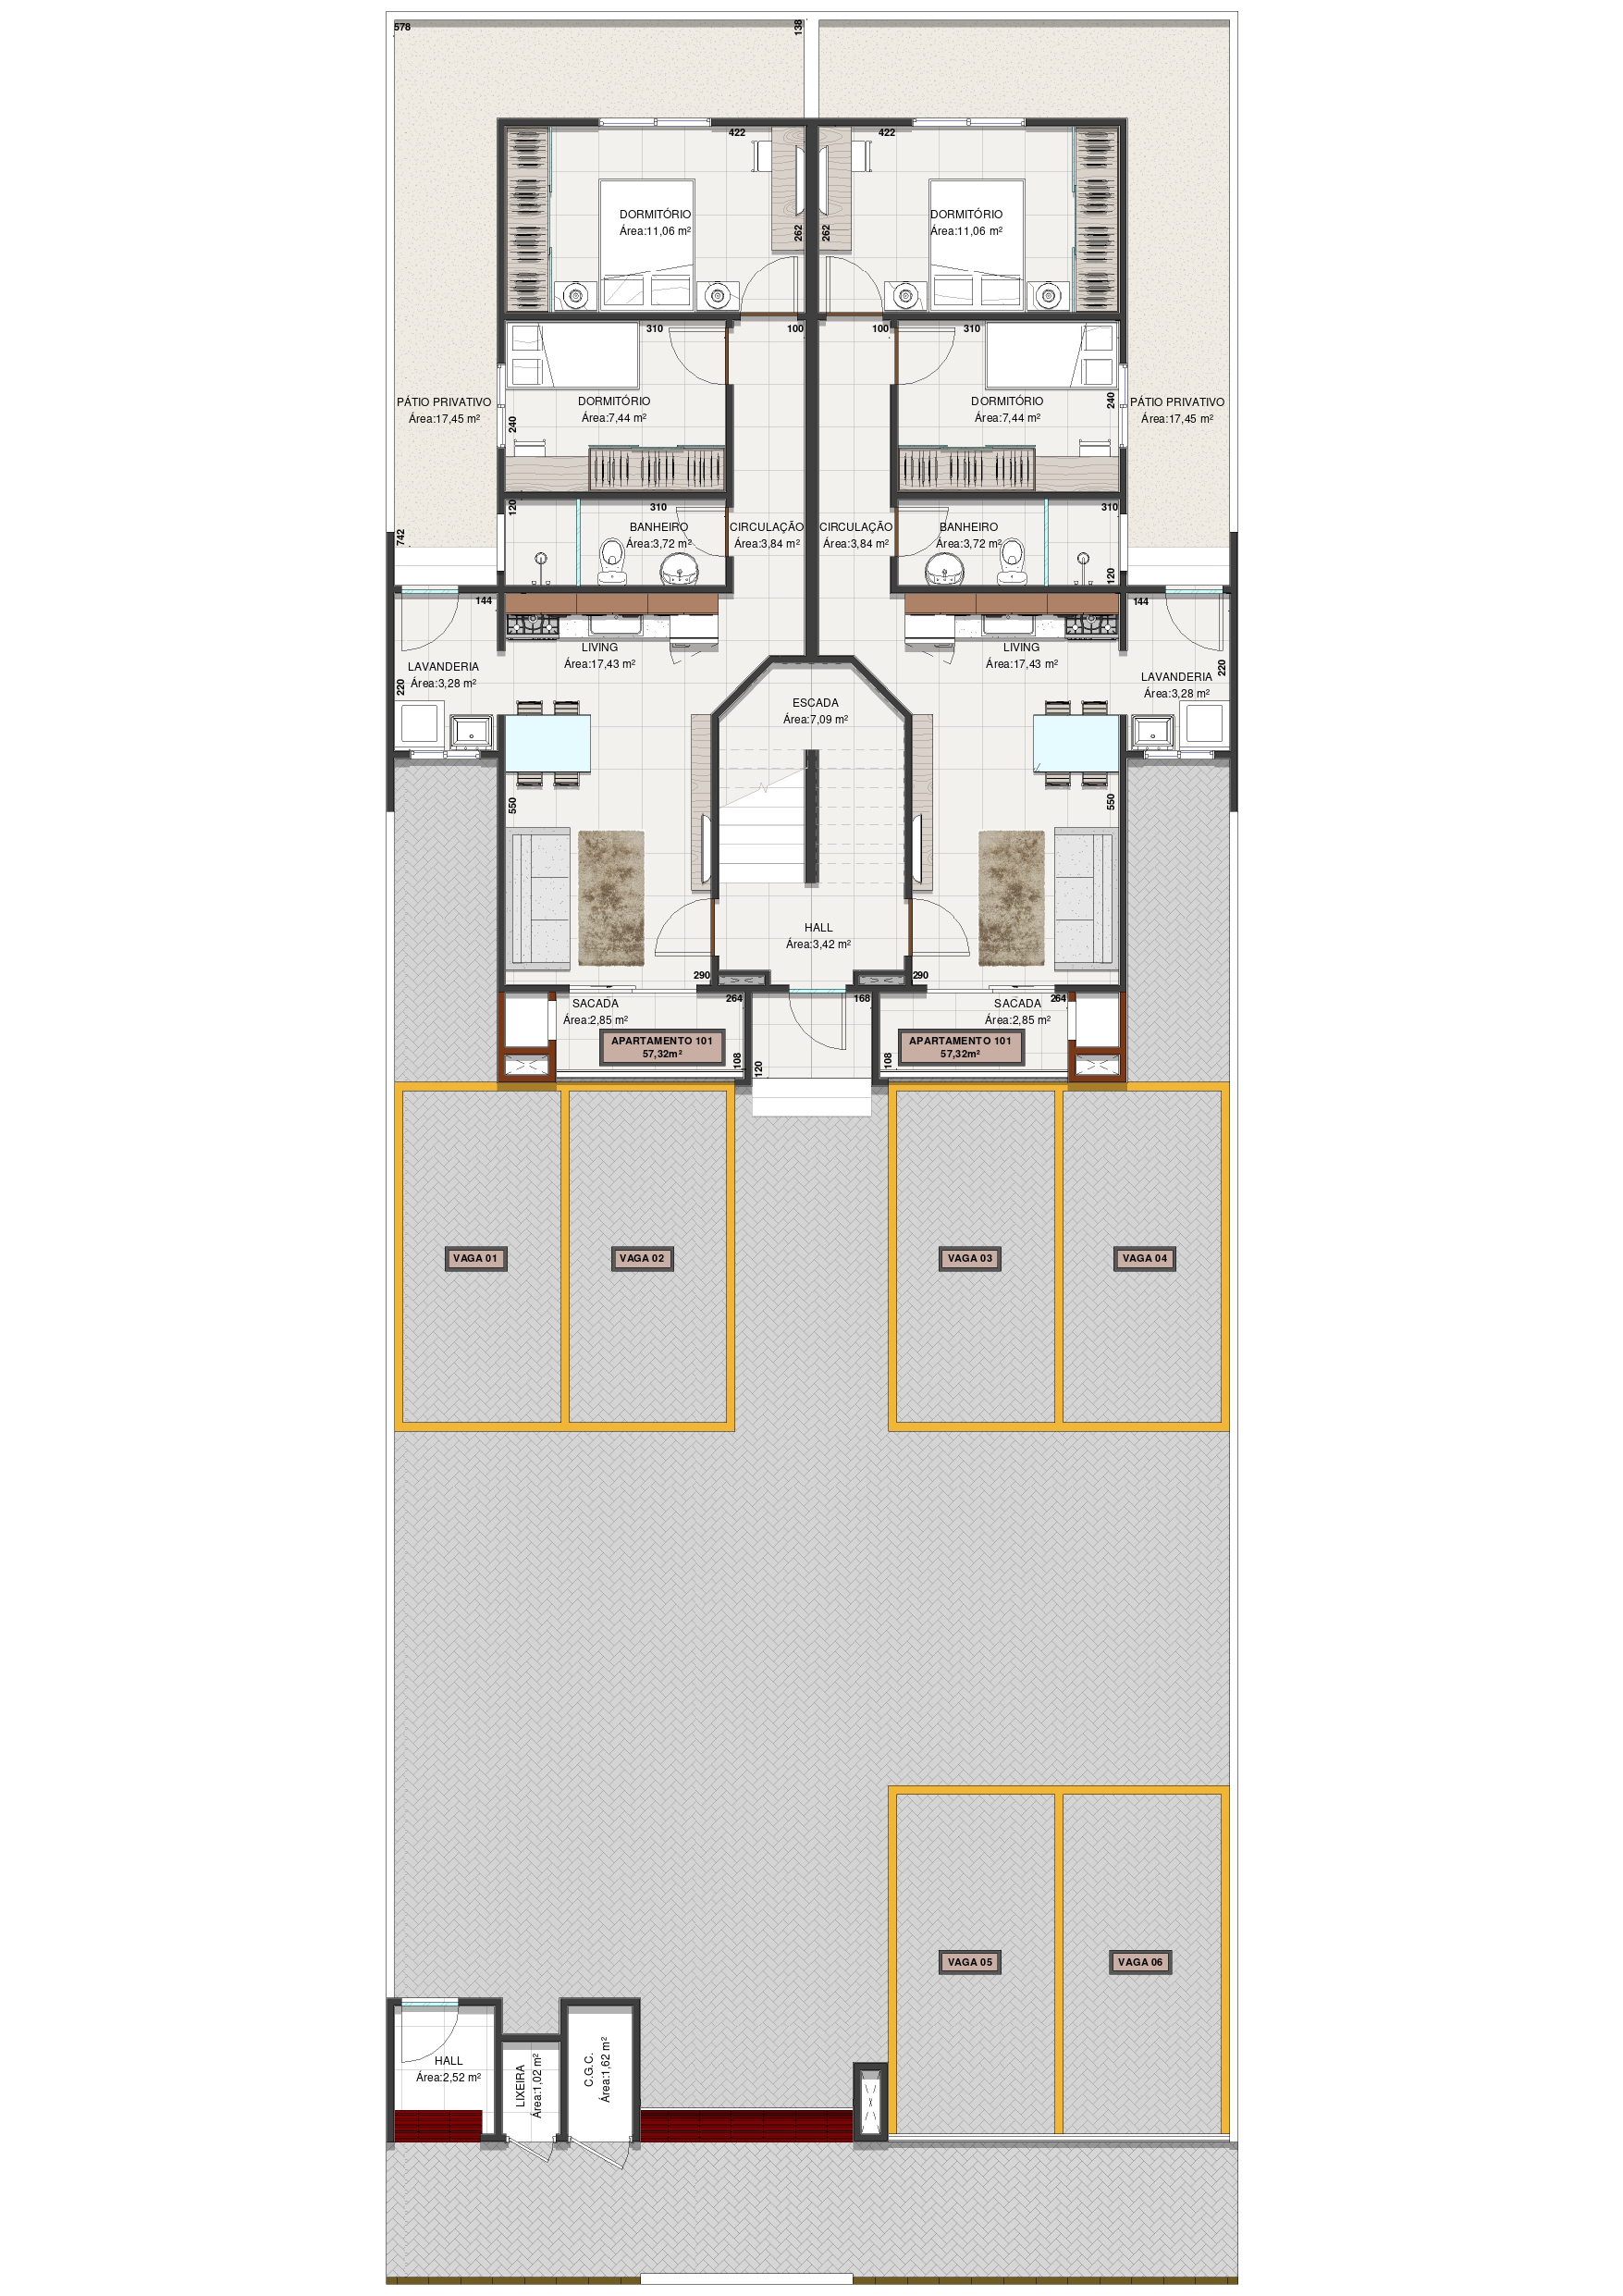 578
138
422
422
DORMITÓRIO
Área:11,06 m²
262
262
DORMITÓRIO
Área:11,06 m²
310
100
100
310
PÁTIO PRIVATIVO
Área:17,45 m²
DORMITÓRIO
Área:7,44 m²
240
DORMITÓRIO
Área:7,44 m²
240
PÁTIO PRIVATIVO
Área:17,45 m²
742
120
310
BANHEIRO
Área:3,72 m²
CIRCULAÇÃO
Área:3,84 m²
CIRCULAÇÃO
Área:3,84 m²
BANHEIRO
Área:3,72 m²
310
120
144
144
LAVANDERIA
Área:3,28 m²
220
LIVING
Área:17,43 m²
LIVING
Área:17,43 m²
LAVANDERIA
Área:3,28 m²
220
ESCADA
Área:7,09 m²
550
550
HALL
Área:3,42 m²
290
290
SACADA
Área:2,85 m²
264
168
SACADA
Área:2,85 m²
264
APARTAMENTO 101
57,32m²
108
120
108
APARTAMENTO 101
57,32m²
VAGA 01
VAGA 02
VAGA 03
VAGA 04
VAGA 05
VAGA 06
HALL
Área:2,52 m²
LIXEIRA
Área:1,02 m²
C.G.C.
Área:1,62 m²